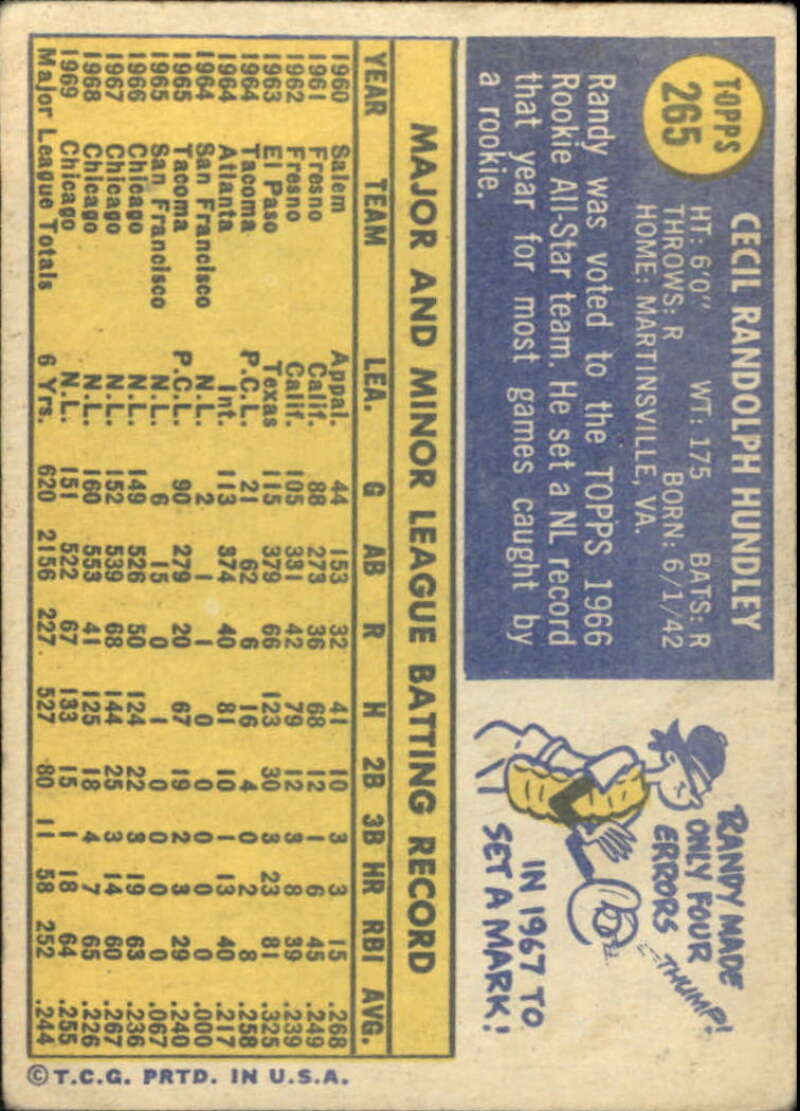 TOPPS
265
CECIL RANDOLPH HUNDLEY
HT: 6'0" WT: 175 BATS: R
THROWS: R BORN: 6/1/42
HOME: MARTINSVILLE, VA.
Randy was voted to the TOPPS 1966
Rookie All-Star team. He set a NL record
that year for most games caught by
a rookie.
RANDY MADE
ONLY FOUR
ERRORS
THUMP!
IN 1967 TO
SET A MARK!
MAJOR AND MINOR LEAGUE BATTING RECORD
YEAR TEAM LEA. G AB R H 2B 3B HR RBI AVG.
1960 Salem Appal. 44 153 32 41 10 3 3 15 .268
1961 Fresno Calif. 88 273 36 68 12 1 6 45 .249
1962 Fresno Calif. 105 331 42 79 12 3 8 39 .239
1963 El Paso Texas 115 379 66 123 30 3 23 81 .325
1964 Tacoma P.C.L. 21 62 6 16 4 0 2 8 .258
1964 Atlanta Int. 113 374 40 81 10 1 13 40 .217
1964 San Francisco N.L. 2 1 1 0 0 0 0 0 .000
1965 Tacoma P.C.L. 90 279 20 67 19 2 3 29 .240
1965 San Francisco N.L. 6 15 0 1 0 0 0 0 .067
1966 Chicago N.L. 149 526 50 124 22 3 19 63 .236
1967 Chicago N.L. 152 539 68 144 25 3 14 60 .267
1968 Chicago N.L. 160 553 41 125 18 4 7 65 .226
1969 Chicago N.L. 151 522 67 133 15 1 18 64 .255
Major League Totals 6 Yrs. 620 2156 227 527 80 11 58 252 .244
©T.C.G. PRTD. IN U.S.A.